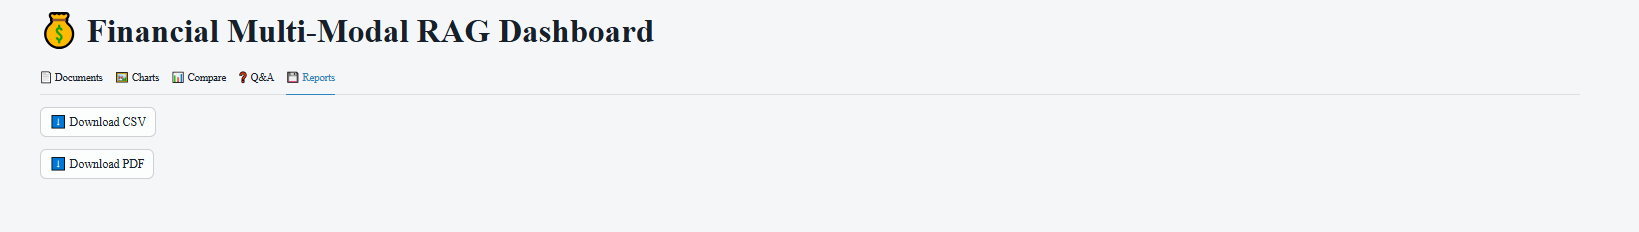 Financial Multi-Modal RAG Dashboard
Documents Charts Compare Q&A Reports
Download CSV
Download PDF